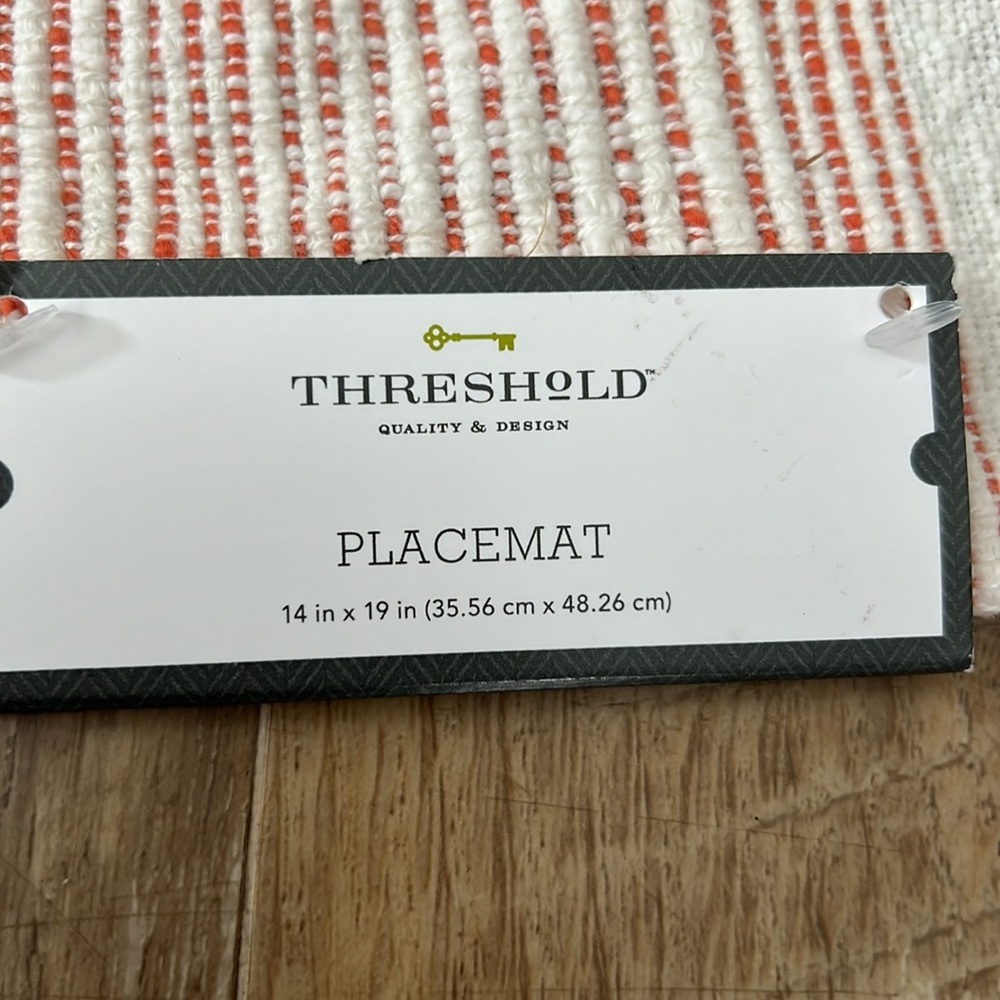 THRESHOLD™
QUALITY & DESIGN
PLACEMAT
14 in x 19 in (35.56 cm x 48.26 cm)